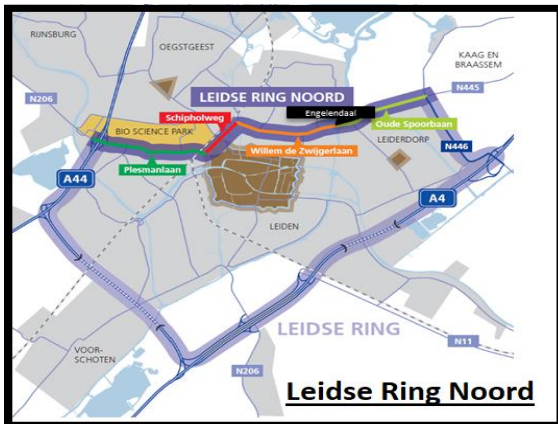 RIJNSBURG
OEGSTGEEST
KAAG EN
BRAASSEM
N206
Schipholweg
LEIDSE RING NOORD
Engelendaal
N445
BIO SCIENCE PARK
Oude Spoorbaan
Plesmanlaan
Willem de Zwijgerlaan
LEIDERDORP
N446
A44
A4
LEIDEN
LEIDSE RING
VOOR-
SCHOTEN
N11
N206
Leidse Ring Noord